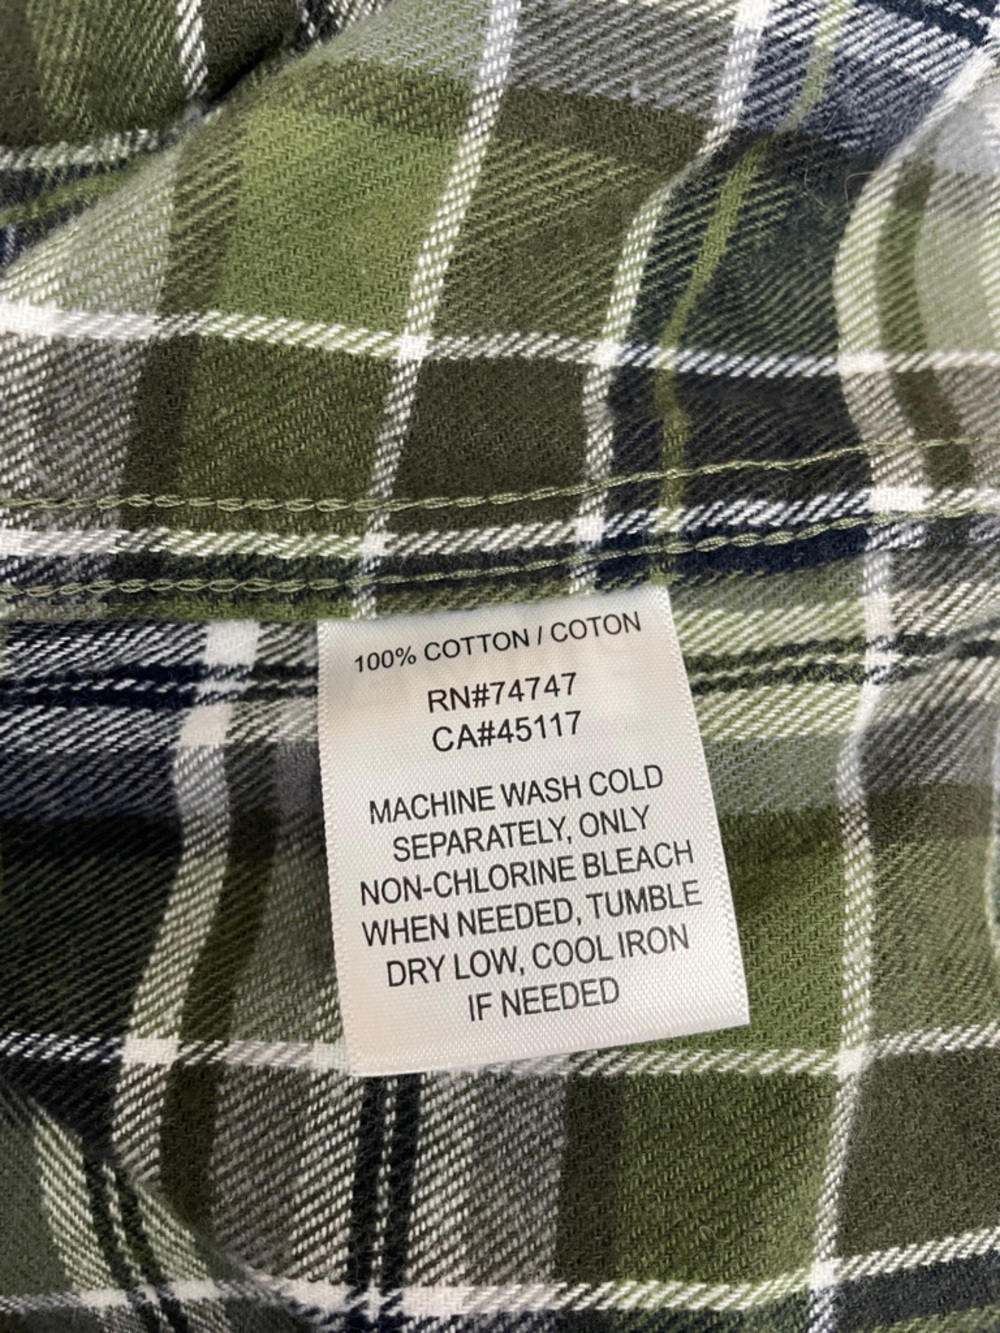 100% COTTON / COTON
RN#74747
CA#45117
MACHINE WASH COLD
SEPARATELY, ONLY
NON-CHLORINE BLEACH
WHEN NEEDED, TUMBLE
DRY LOW, COOL IRON
IF NEEDED